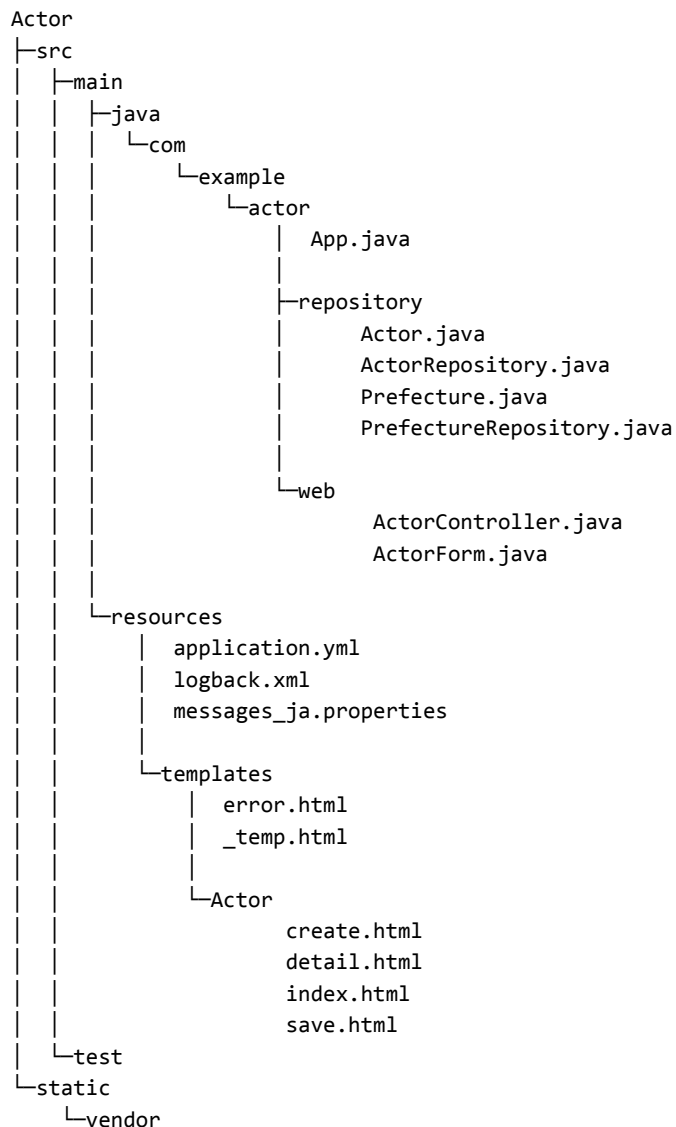 Actor
├─src
│  ├─main
│  │  ├─java
│  │  │  └─com
│  │  │      └─example
│  │  │          └─actor
│  │  │              │  App.java
│  │  │              │
│  │  │              ├─repository
│  │  │              │      Actor.java
│  │  │              │      ActorRepository.java
│  │  │              │      Prefecture.java
│  │  │              │      PrefectureRepository.java
│  │  │              │
│  │  │              └─web
│  │  │                      ActorController.java
│  │  │                      ActorForm.java
│  │  │
│  │  └─resources
│  │      │  application.yml
│  │      │  logback.xml
│  │      │  messages_ja.properties
│  │      │
│  │      └─templates
│  │          │  error.html
│  │          │  _temp.html
│  │          │
│  │          └─Actor
│  │                  create.html
│  │                  detail.html
│  │                  index.html
│  │                  save.html
│  └─test
└─static
    └─vendor